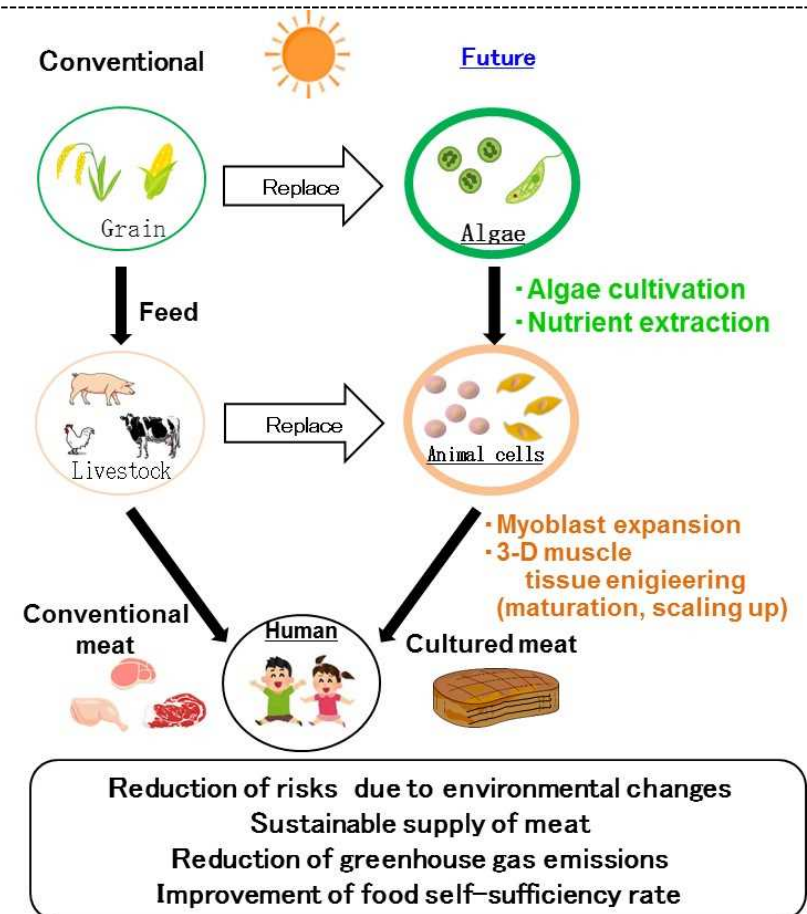 Conventional
Future
Grain
Replace
Algae
Feed
・Algae cultivation
・Nutrient extraction
Livestock
Replace
Animal cells
・Myoblast expansion
・3-D muscle
tissue enigieering
(maturation, scaling up)
Conventional
meat
Human
Cultured meat
Reduction of risks due to environmental changes
Sustainable supply of meat
Reduction of greenhouse gas emissions
Improvement of food self-sufficiency rate